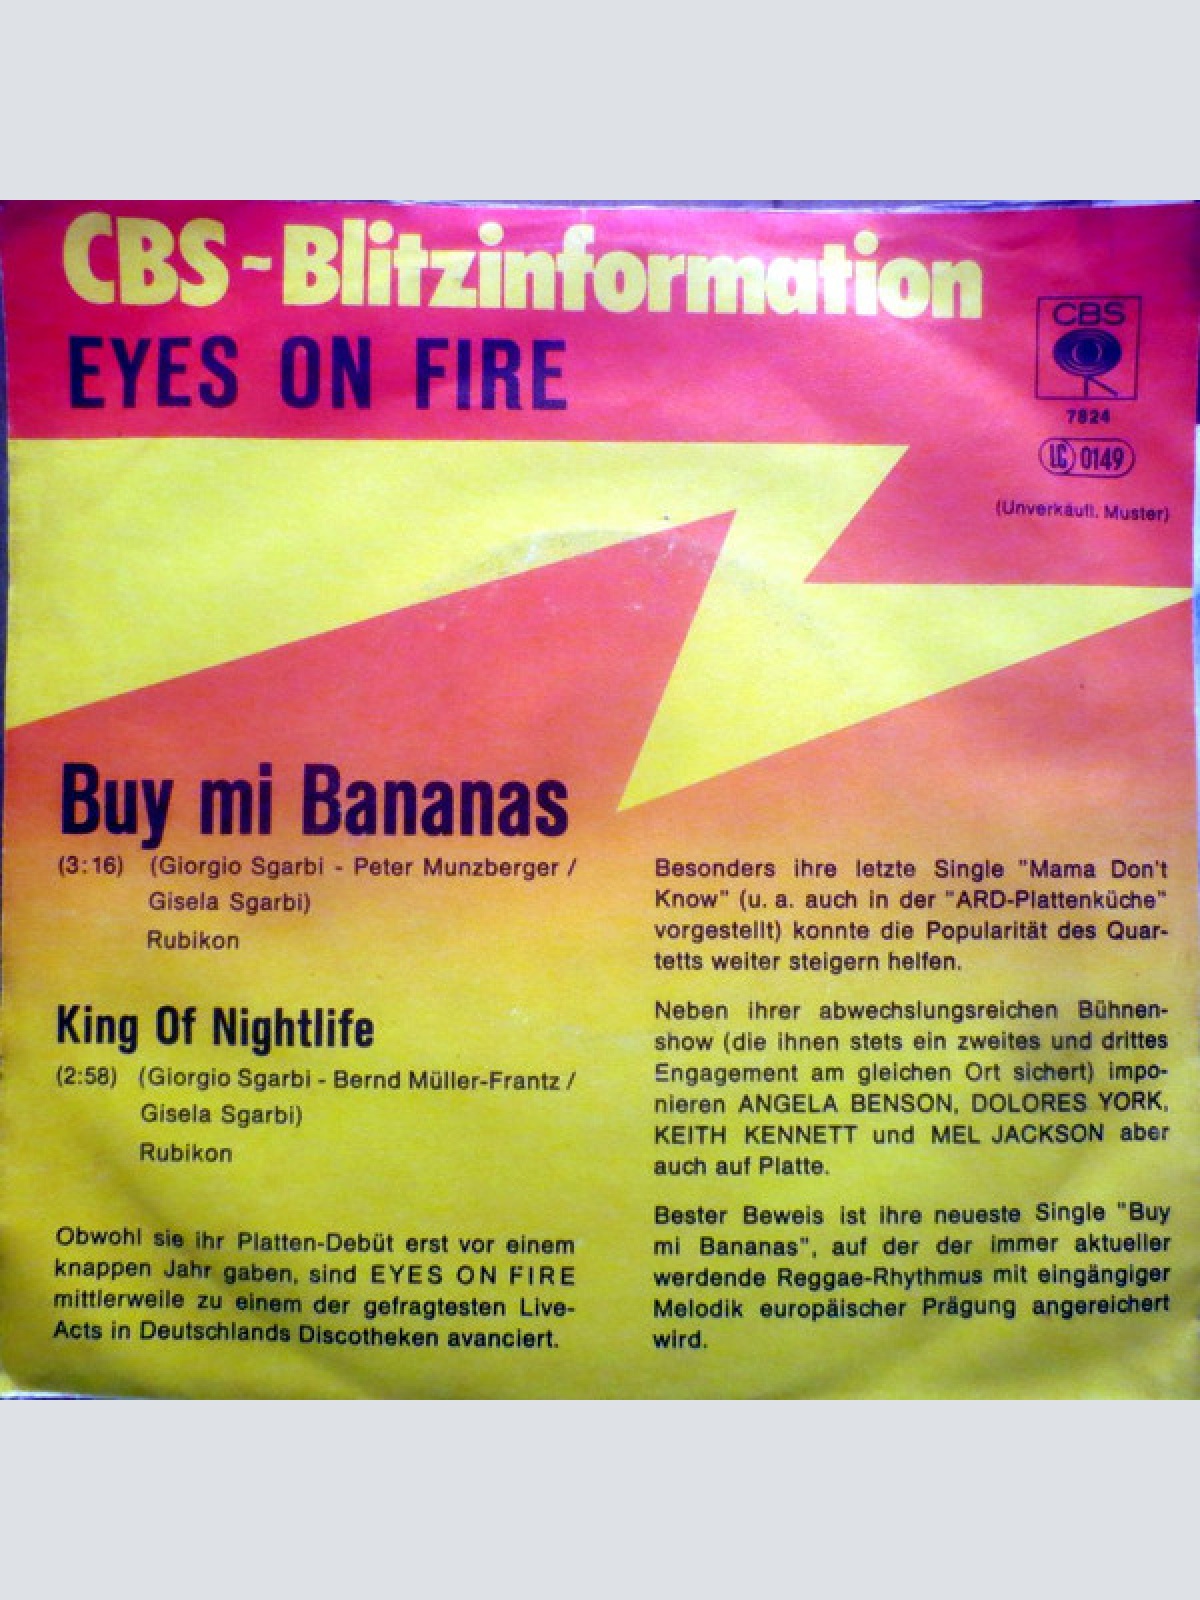 CBS-Blitzinformation
EYES ON FIRE
CBS
7824
LC 0149
(Unverkäufl. Muster)
Buy mi Bananas
(3:16) (Giorgio Sgarbi - Peter Munzberger /
Gisela Sgarbi)
Rubikon
King Of Nightlife
(2:58) (Giorgio Sgarbi - Bernd Müller-Frantz /
Gisela Sgarbi)
Rubikon
Obwohl sie ihr Platten-Debüt erst vor einem
knappen Jahr gaben, sind EYES ON FIRE
mittlerweile zu einem der gefragtesten Live-
Acts in Deutschlands Discotheken avanciert.
Besonders ihre letzte Single "Mama Don't
Know" (u. a. auch in der "ARD-Plattenküche"
vorgestellt) konnte die Popularität des Quar-
tetts weiter steigern helfen.
Neben ihrer abwechslungsreichen Bühnen-
show (die ihnen stets ein zweites und drittes
Engagement am gleichen Ort sichert) impo-
nieren ANGELA BENSON, DOLORES YORK,
KEITH KENNETT und MEL JACKSON aber
auch auf Platte.
Bester Beweis ist ihre neueste Single "Buy
mi Bananas", auf der der immer aktueller
werdende Reggae-Rhythmus mit eingängiger
Melodik europäischer Prägung angereichert
wird.